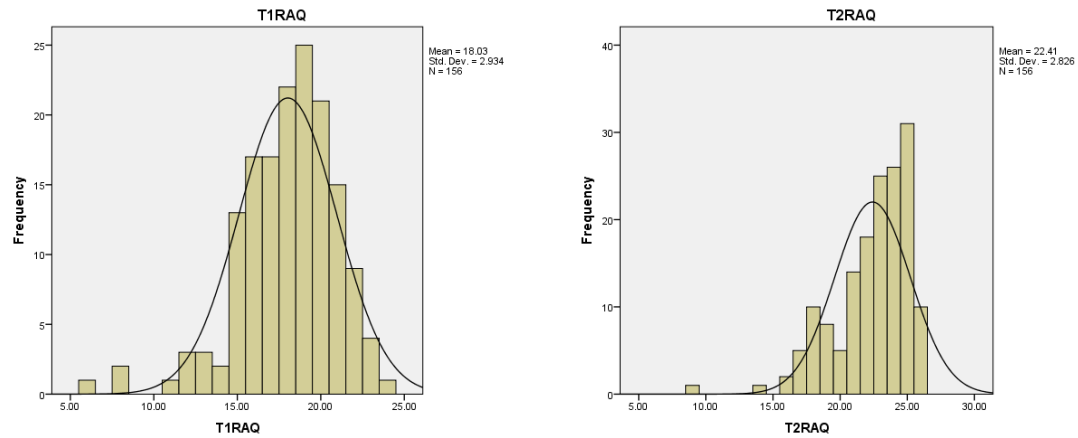 T1RAQ
Mean = 18.03
Std. Dev. = 2.934
N = 156
25
20
15
10
5
0
Frequency
5.00 10.00 15.00 20.00 25.00
T1RAQ
T2RAQ
Mean = 22.41
Std. Dev. = 2.826
N = 156
40
30
20
10
0
Frequency
5.00 10.00 15.00 20.00 25.00 30.00
T2RAQ